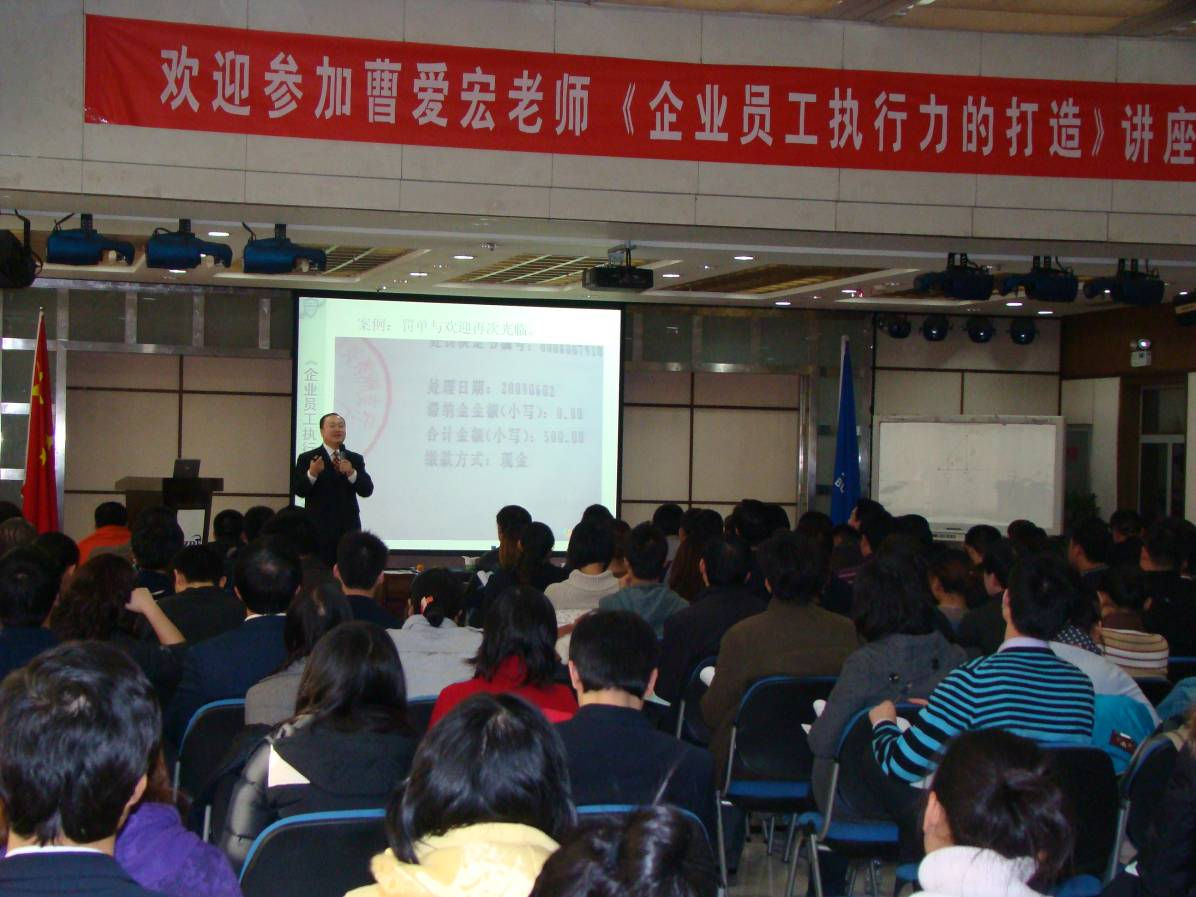 欢迎参加曹爱宏老师《企业员工执行力的打造》讲座
案例：罚单与欢迎再次光临。
处理日期：20090602
滞纳金金额(小写)：0.00
合计金额(小写)：500.00
缴款方式：现金
《企业员工执行